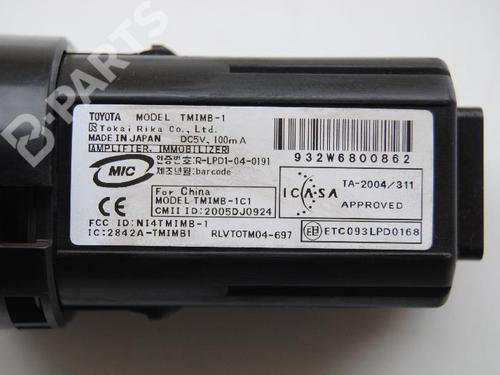 B-PARTS
TOYOTA MODEL TMIMB-1
Tokai Rika Co., Ltd.
MADE IN JAPAN DC5V, 100mA
AMPLIFIER, IMMOBILIZER
인증번호:R-LPD1-04-0191
제조년월:barcode
MIC
932W6800862
For China
MODEL TMIMB-1C1
CMII ID:2005DJ0924
CE
ICASA
TA-2004/311
APPROVED
FCC ID:NI4TMIMB-1
IC:2842A-TMIMB1 RLVTOTM04-697
ETC093LPD0168